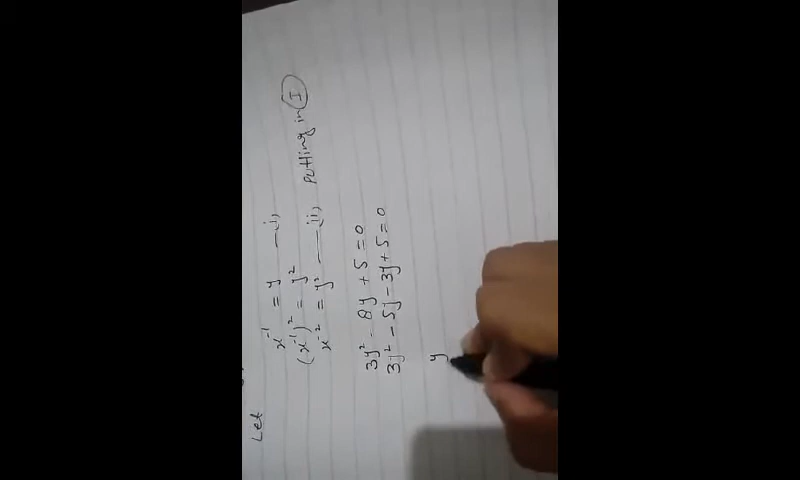 Let
x⁻¹ = y —(i)
(x⁻¹)² = y²
x⁻² = y² —(ii) Putting in I
3y² - 8y + 5 = 0
3y² - 5y - 3y + 5 = 0
y